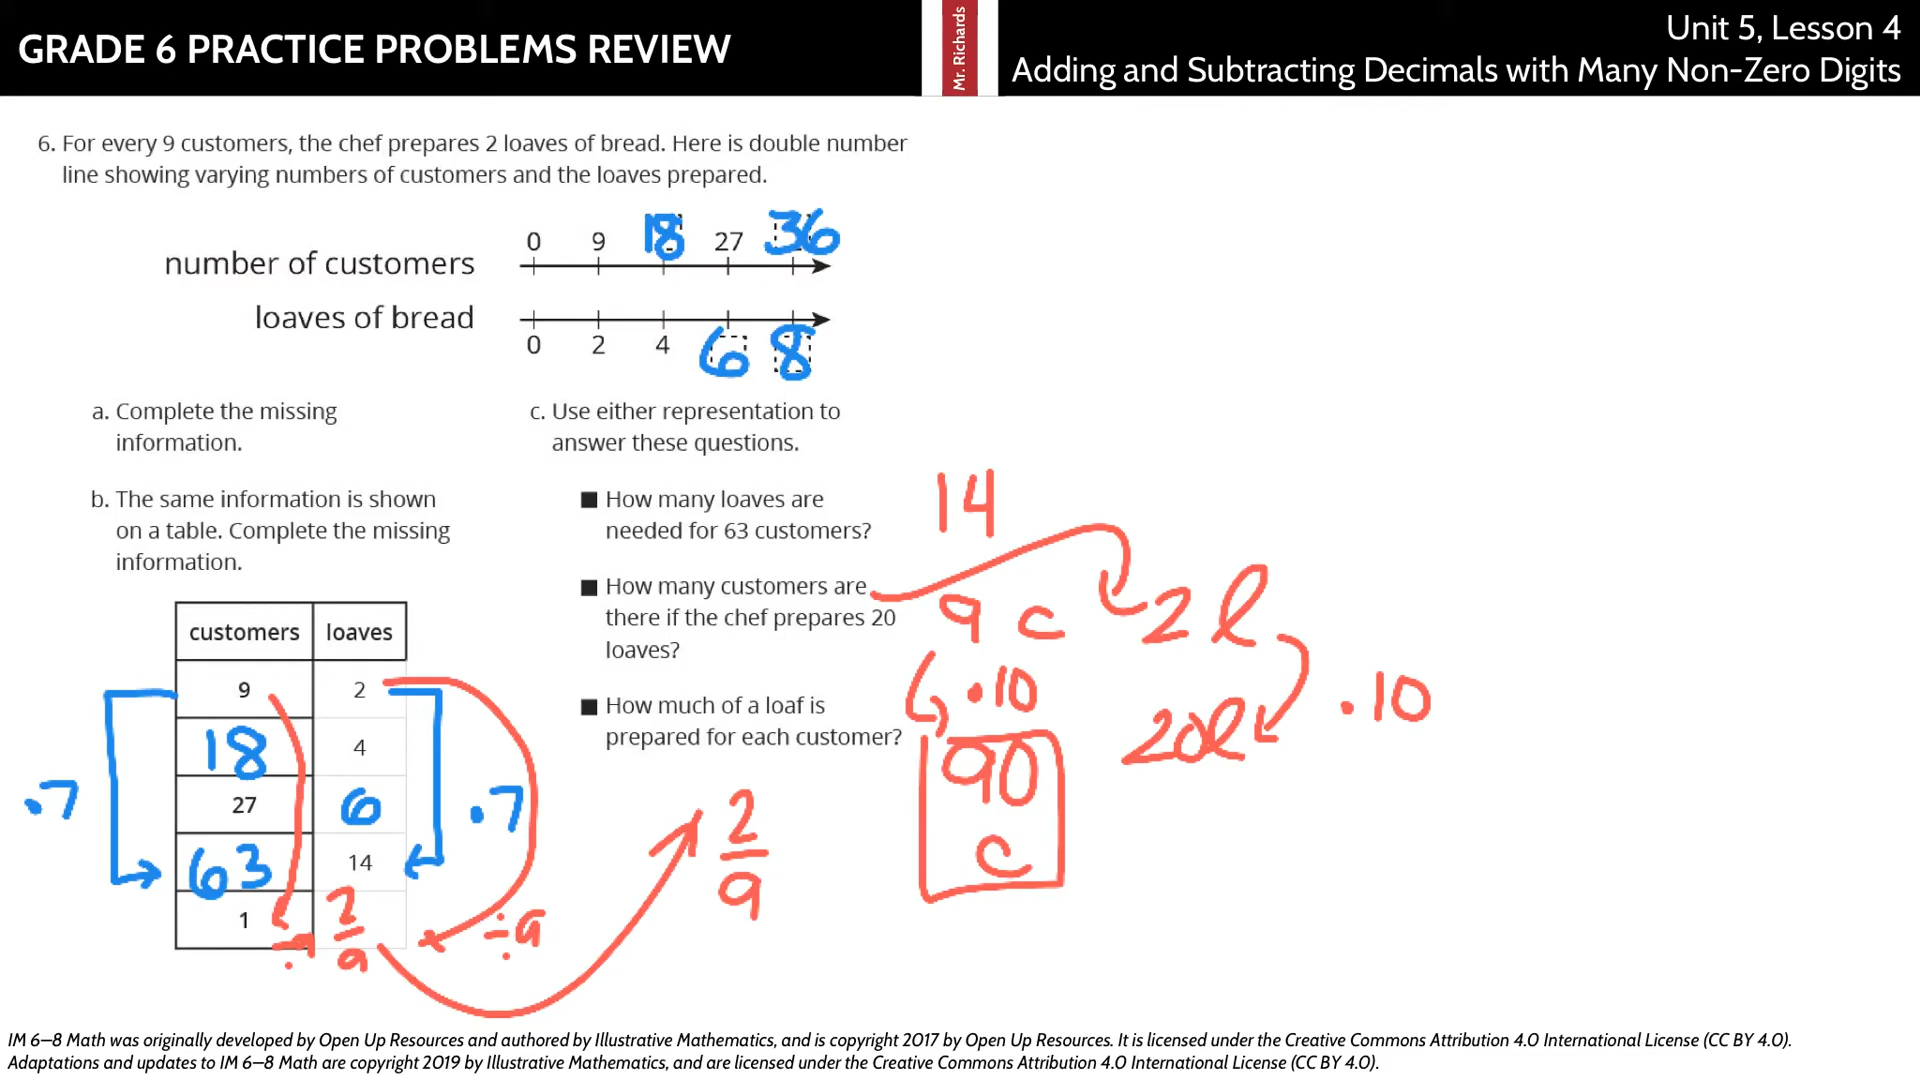 GRADE 6 PRACTICE PROBLEMS REVIEW
Mr. Richards
Unit 5, Lesson 4
Adding and Subtracting Decimals with Many Non-Zero Digits
6. For every 9 customers, the chef prepares 2 loaves of bread. Here is double number
line showing varying numbers of customers and the loaves prepared.
0 9 18 27 36
number of customers
loaves of bread
0 2 4 6 8
a. Complete the missing
information.
b. The same information is shown
on a table. Complete the missing
information.
customers loaves
9 2
18 4
27 6
63 14
1 2/9
·7
·7
÷9
÷9
c. Use either representation to
answer these questions.
■ How many loaves are
needed for 63 customers?
14
■ How many customers are
there if the chef prepares 20
loaves?
9 c 2 l
·10 ·10
90 20l
c
■ How much of a loaf is
prepared for each customer?
2/9
IM 6–8 Math was originally developed by Open Up Resources and authored by Illustrative Mathematics, and is copyright 2017 by Open Up Resources. It is licensed under the Creative Commons Attribution 4.0 International License (CC BY 4.0).
Adaptations and updates to IM 6–8 Math are copyright 2019 by Illustrative Mathematics, and are licensed under the Creative Commons Attribution 4.0 International License (CC BY 4.0).